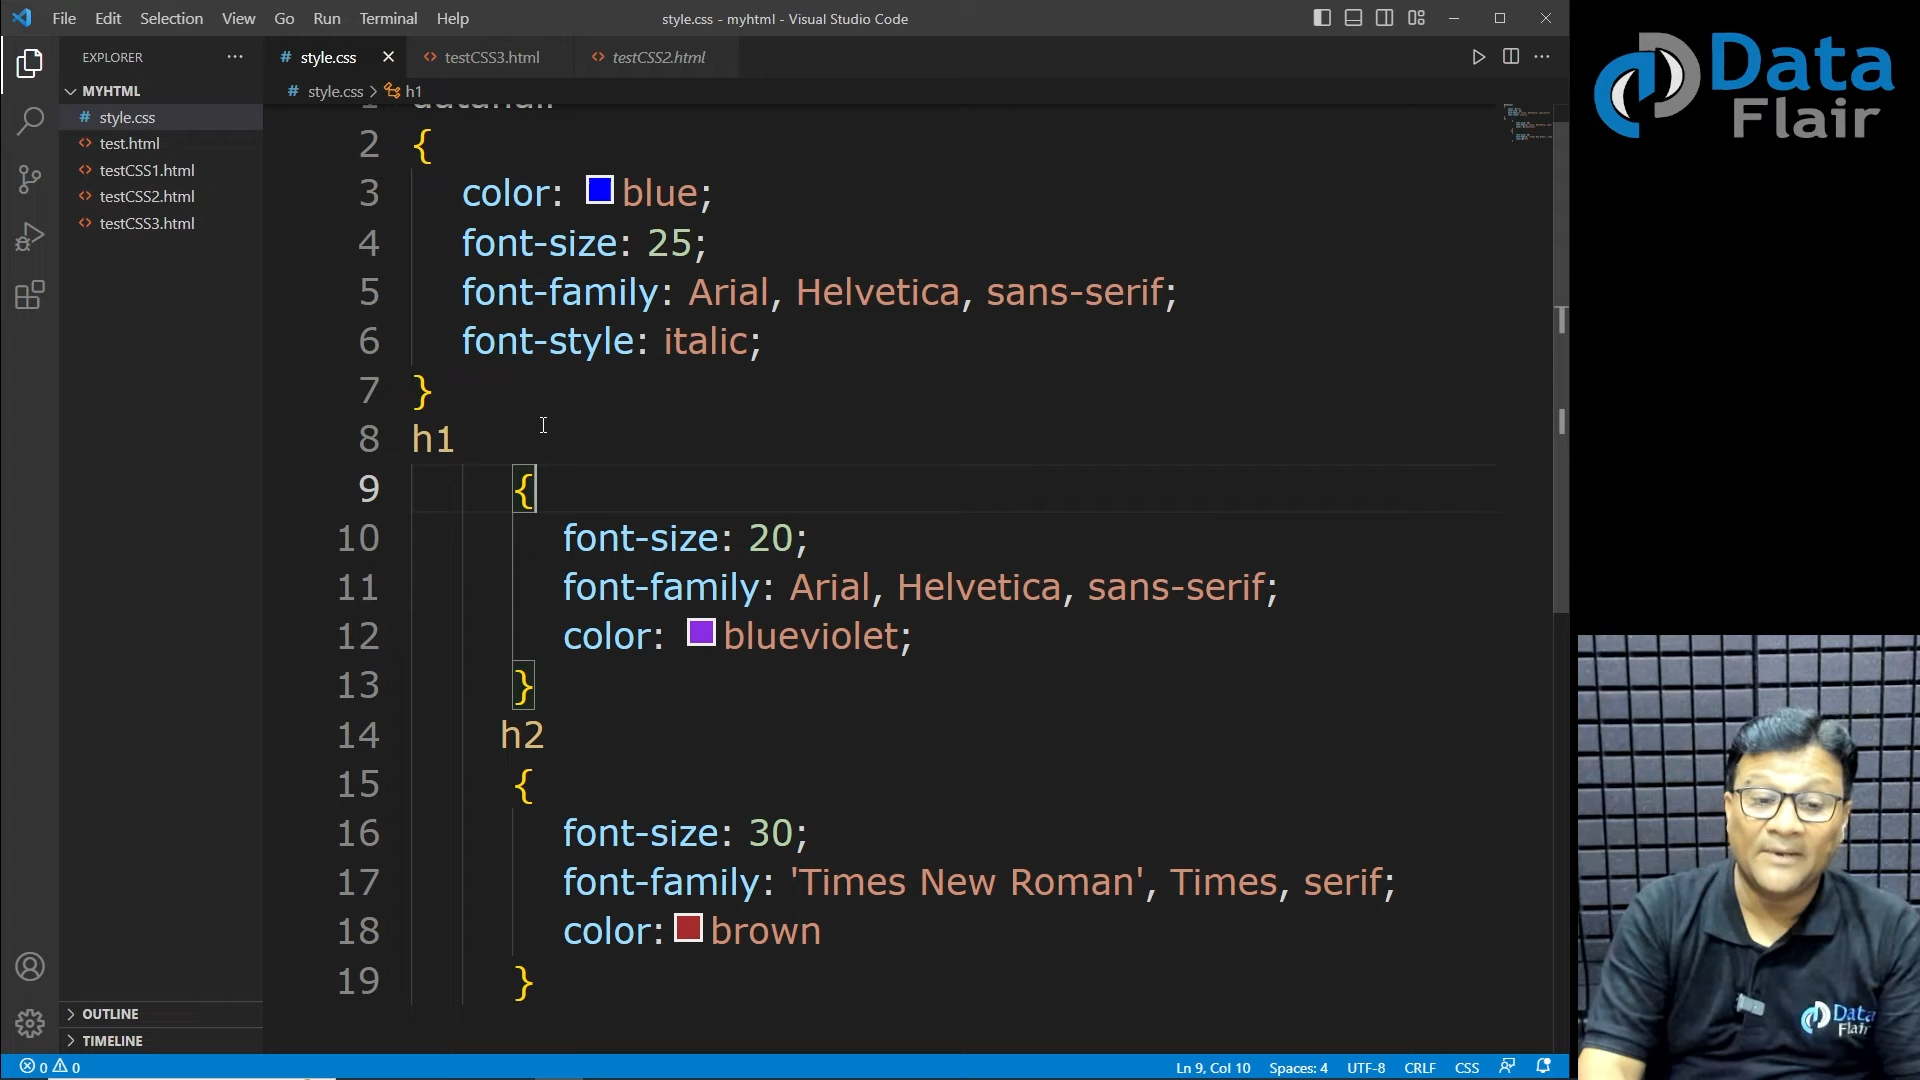 File Edit Selection View Go Run Terminal Help
style.css - myhtml - Visual Studio Code
EXPLORER
MYHTML
style.css
test.html
testCSS1.html
testCSS2.html
testCSS3.html
OUTLINE
TIMELINE
# style.css
<> testCSS3.html
<> testCSS2.html
# style.css > h1
2 {
3 color: blue;
4 font-size: 25;
5 font-family: Arial, Helvetica, sans-serif;
6 font-style: italic;
7 }
8 h1
9 {
10 font-size: 20;
11 font-family: Arial, Helvetica, sans-serif;
12 color: blueviolet;
13 }
14 h2
15 {
16 font-size: 30;
17 font-family: 'Times New Roman', Times, serif;
18 color: brown
19 }
0 0
Ln 9, Col 10 Spaces: 4 UTF-8 CRLF CSS
Data
Flair
Data
Flair